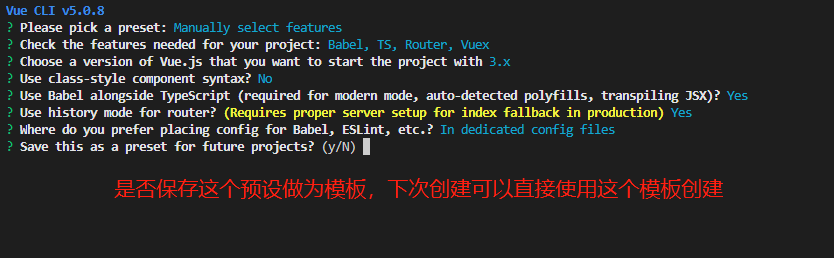 Vue CLI v5.0.8
? Please pick a preset: Manually select features
? Check the features needed for your project: Babel, TS, Router, Vuex
? Choose a version of Vue.js that you want to start the project with 3.x
? Use class-style component syntax? No
? Use Babel alongside TypeScript (required for modern mode, auto-detected polyfills, transpiling JSX)? Yes
? Use history mode for router? (Requires proper server setup for index fallback in production) Yes
? Where do you prefer placing config for Babel, ESLint, etc.? In dedicated config files
? Save this as a preset for future projects? (y/N)
是否保存这个预设做为模板，下次创建可以直接使用这个模板创建